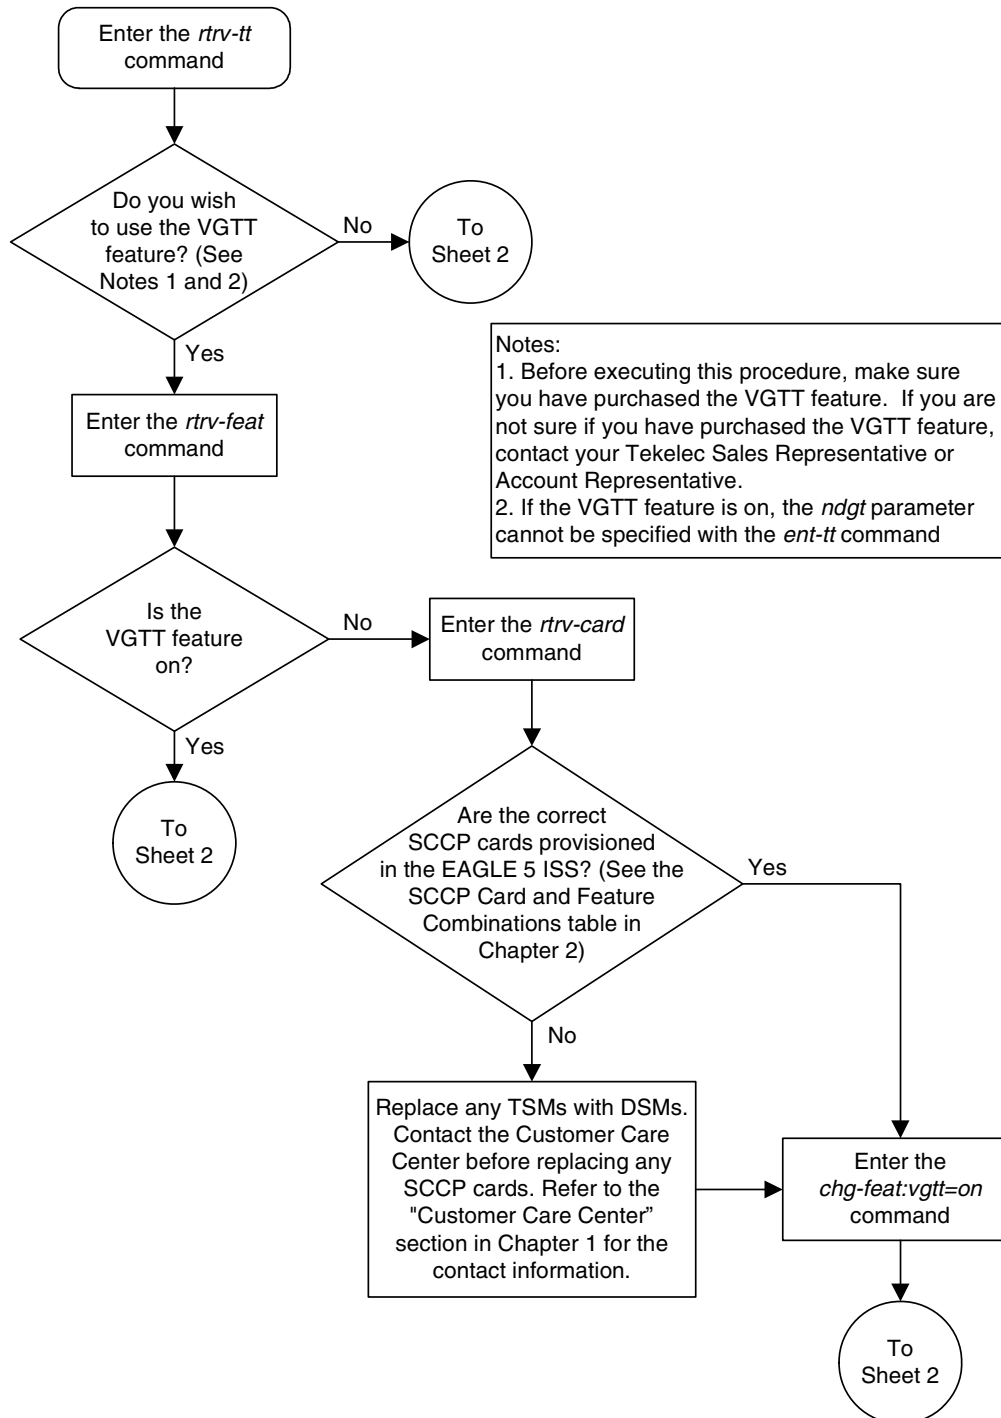 Enter the rtrv-tt
command
Do you wish
to use the VGTT
feature? (See
Notes 1 and 2)
No
To
Sheet 2
Yes
Notes:
1. Before executing this procedure, make sure
you have purchased the VGTT feature.  If you are
not sure if you have purchased the VGTT feature,
contact your Tekelec Sales Representative or
Account Representative.
2. If the VGTT feature is on, the ndgt parameter
cannot be specified with the ent-tt command
Enter the rtrv-feat
command
Is the
VGTT feature
on?
No
Enter the rtrv-card
command
Yes
To
Sheet 2
Are the correct
SCCP cards provisioned
in the EAGLE 5 ISS? (See the
SCCP Card and Feature
Combinations table in
Chapter 2)
Yes
No
Replace any TSMs with DSMs.
Contact the Customer Care
Center before replacing any
SCCP cards. Refer to the
"Customer Care Center”
section in Chapter 1 for the
contact information.
Enter the
chg-feat:vgtt=on
command
To
Sheet 2